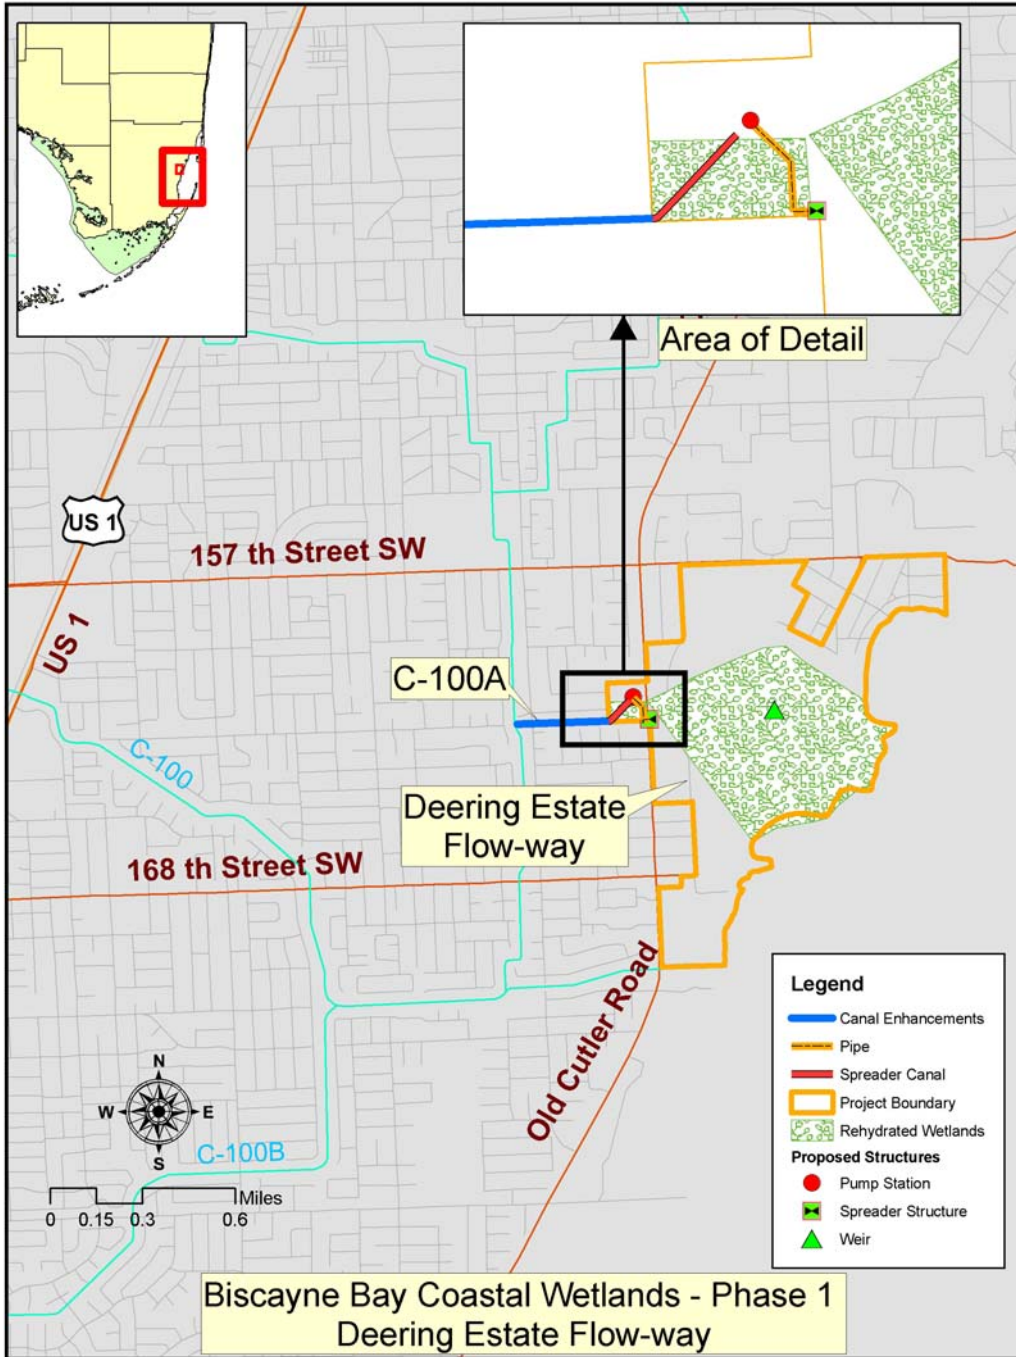 Area of Detail
US 1
157 th Street SW
US 1
C-100A
C-100
Deering Estate
Flow-way
168 th Street SW
Old Cutler Road
Legend
Canal Enhancements
Pipe
Spreader Canal
Project Boundary
Rehydrated Wetlands
Proposed Structures
Pump Station
Spreader Structure
Weir
N
W E
S
C-100B
Miles
0 0.15 0.3 0.6
Biscayne Bay Coastal Wetlands - Phase 1
Deering Estate Flow-way